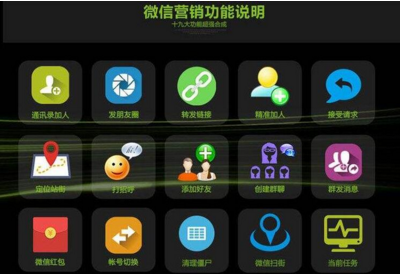 微信营销功能说明
十九大功能超强合成
通讯录加人
发朋友圈
转发链接
精准加人
接受请求
定位站街
打招呼
添加好友
创建群聊
群发消息
微信红包
帐号切换
清理僵尸
微信扫街
当前任务